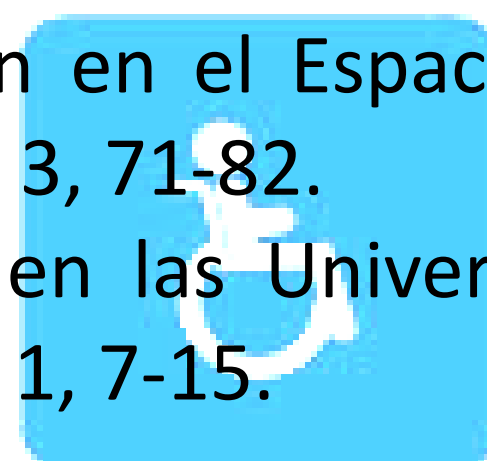 n en el Espac
3, 71-82.
en las Univer
1, 7-15.